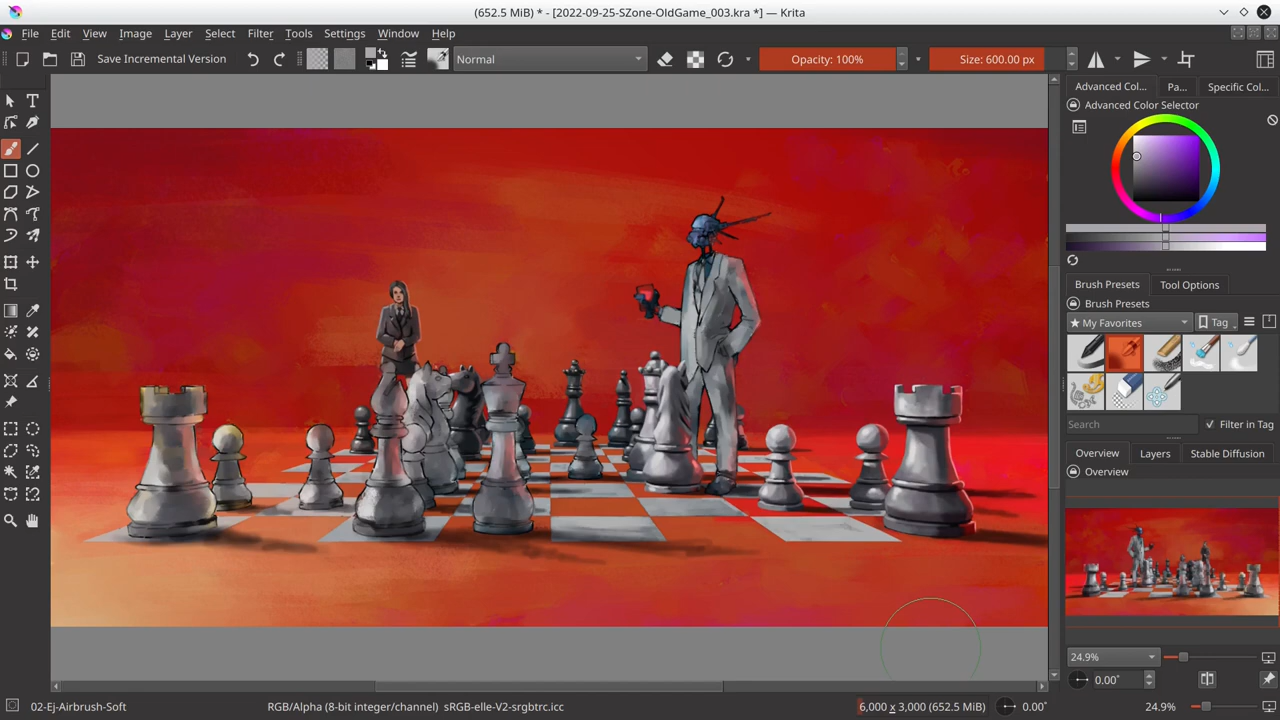 (652.5 MiB) * - [2022-09-25-SZone-OldGame_003.kra *] — Krita
File Edit View Image Layer Select Filter Tools Settings Window Help
Save Incremental Version Normal Opacity: 100% Size: 600.00 px
Advanced Col... Pa... Specific Col...
Advanced Color Selector
Brush Presets Tool Options
Brush Presets
★ My Favorites Tag
Search Filter in Tag
Overview Layers Stable Diffusion
Overview
24.9%
0.00°
02-Ej-Airbrush-Soft RGB/Alpha (8-bit integer/channel) sRGB-elle-V2-srgbtrc.icc 6,000 x 3,000 (652.5 MiB) 0.00° 24.9%